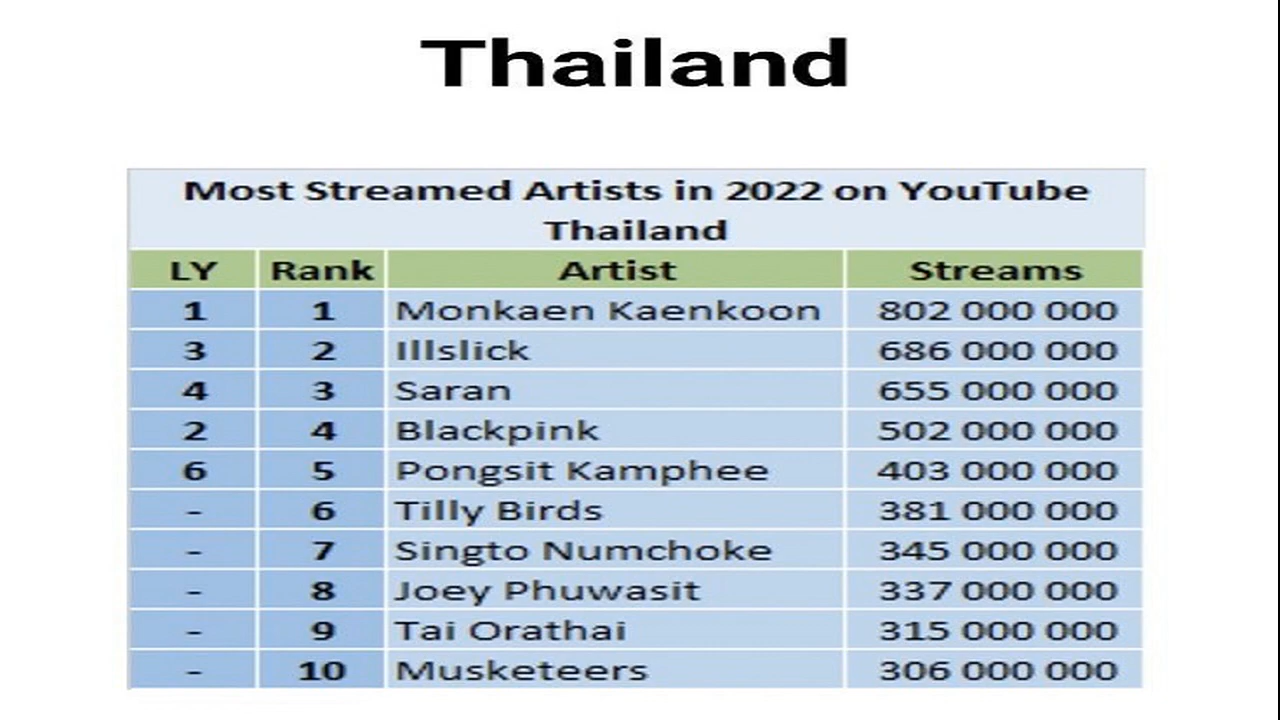 Thailand
Most Streamed Artists in 2022 on YouTube
Thailand
LY Rank Artist Streams
1 1 Monkaen Kaenkoon 802 000 000
3 2 Illslick 686 000 000
4 3 Saran 655 000 000
2 4 Blackpink 502 000 000
6 5 Pongsit Kamphee 403 000 000
- 6 Tilly Birds 381 000 000
- 7 Singto Numchoke 345 000 000
- 8 Joey Phuwasit 337 000 000
- 9 Tai Orathai 315 000 000
- 10 Musketeers 306 000 000